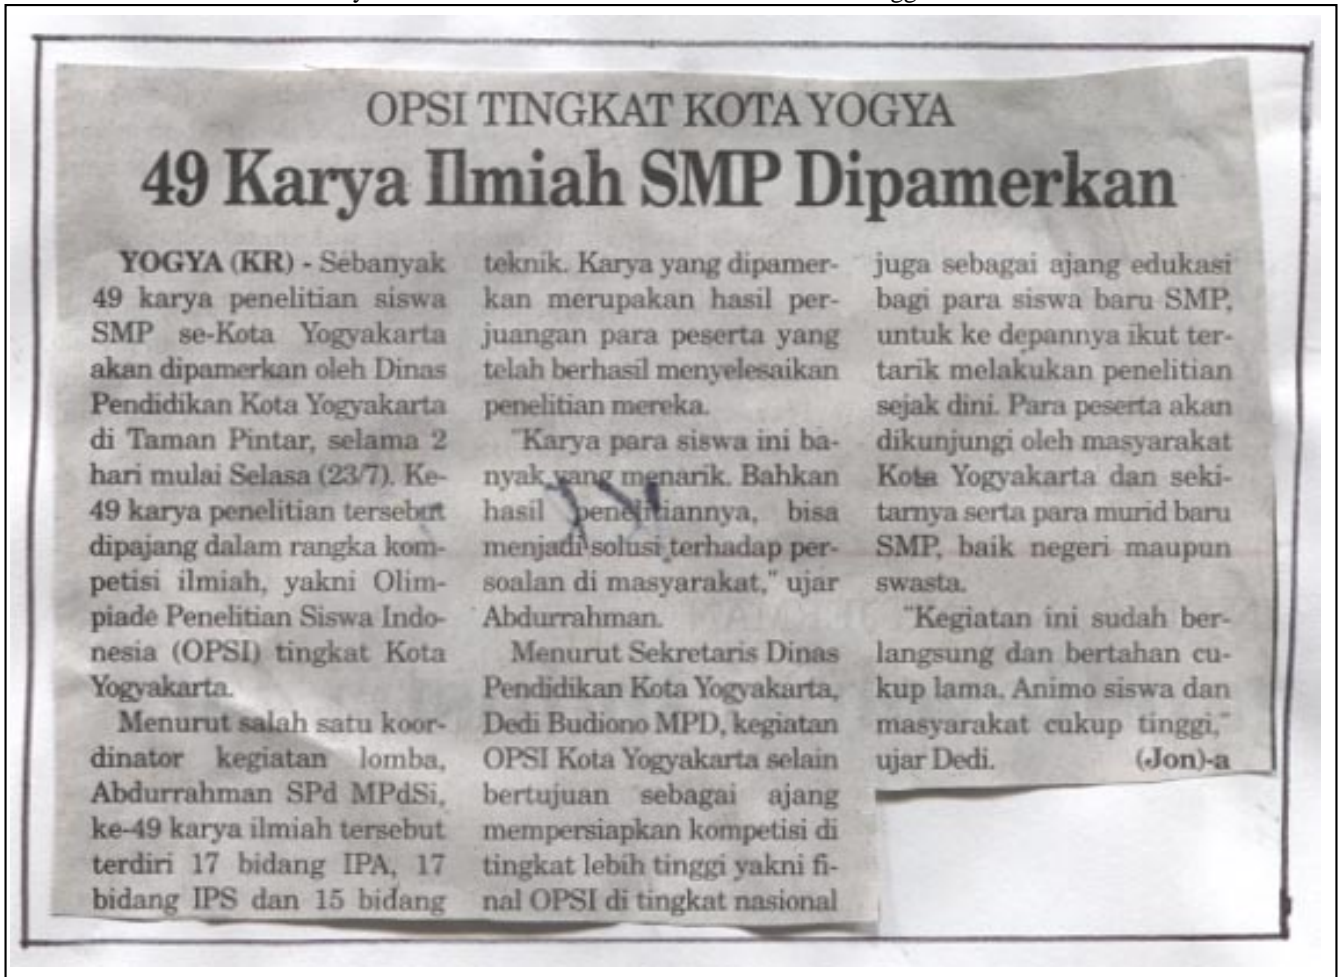 OPSI TINGKAT KOTA YOGYA
49 Karya Ilmiah SMP Dipamerkan
YOGYA (KR) - Sebanyak
49 karya penelitian siswa
SMP se-Kota Yogyakarta
akan dipamerkan oleh Dinas
Pendidikan Kota Yogyakarta
di Taman Pintar, selama 2
hari mulai Selasa (23/7). Ke-
49 karya penelitian tersebut
dipajang dalam rangka kom-
petisi ilmiah, yakni Olim-
piade Penelitian Siswa Indo-
nesia (OPSI) tingkat Kota
Yogyakarta.
Menurut salah satu koor-
dinator kegiatan lomba,
Abdurrahman SPd MPdSi,
ke-49 karya ilmiah tersebut
terdiri 17 bidang IPA, 17
bidang IPS dan 15 bidang
teknik. Karya yang dipamer-
kan merupakan hasil per-
juangan para peserta yang
telah berhasil menyelesaikan
penelitian mereka.
"Karya para siswa ini ba-
nyak yang menarik. Bahkan
hasil penelitiannya, bisa
menjadi solusi terhadap per-
soalan di masyarakat," ujar
Abdurrahman.
Menurut Sekretaris Dinas
Pendidikan Kota Yogyakarta,
Dedi Budiono MPD, kegiatan
OPSI Kota Yogyakarta selain
bertujuan sebagai ajang
mempersiapkan kompetisi di
tingkat lebih tinggi yakni fi-
nal OPSI di tingkat nasional
juga sebagai ajang edukasi
bagi para siswa baru SMP,
untuk ke depannya ikut ter-
tarik melakukan penelitian
sejak dini. Para peserta akan
dikunjungi oleh masyarakat
Kota Yogyakarta dan seki-
tarnya serta para murid baru
SMP, baik negeri maupun
swasta.
"Kegiatan ini sudah ber-
langsung dan bertahan cu-
kup lama. Animo siswa dan
masyarakat cukup tinggi,"
ujar Dedi. (Jon)-a